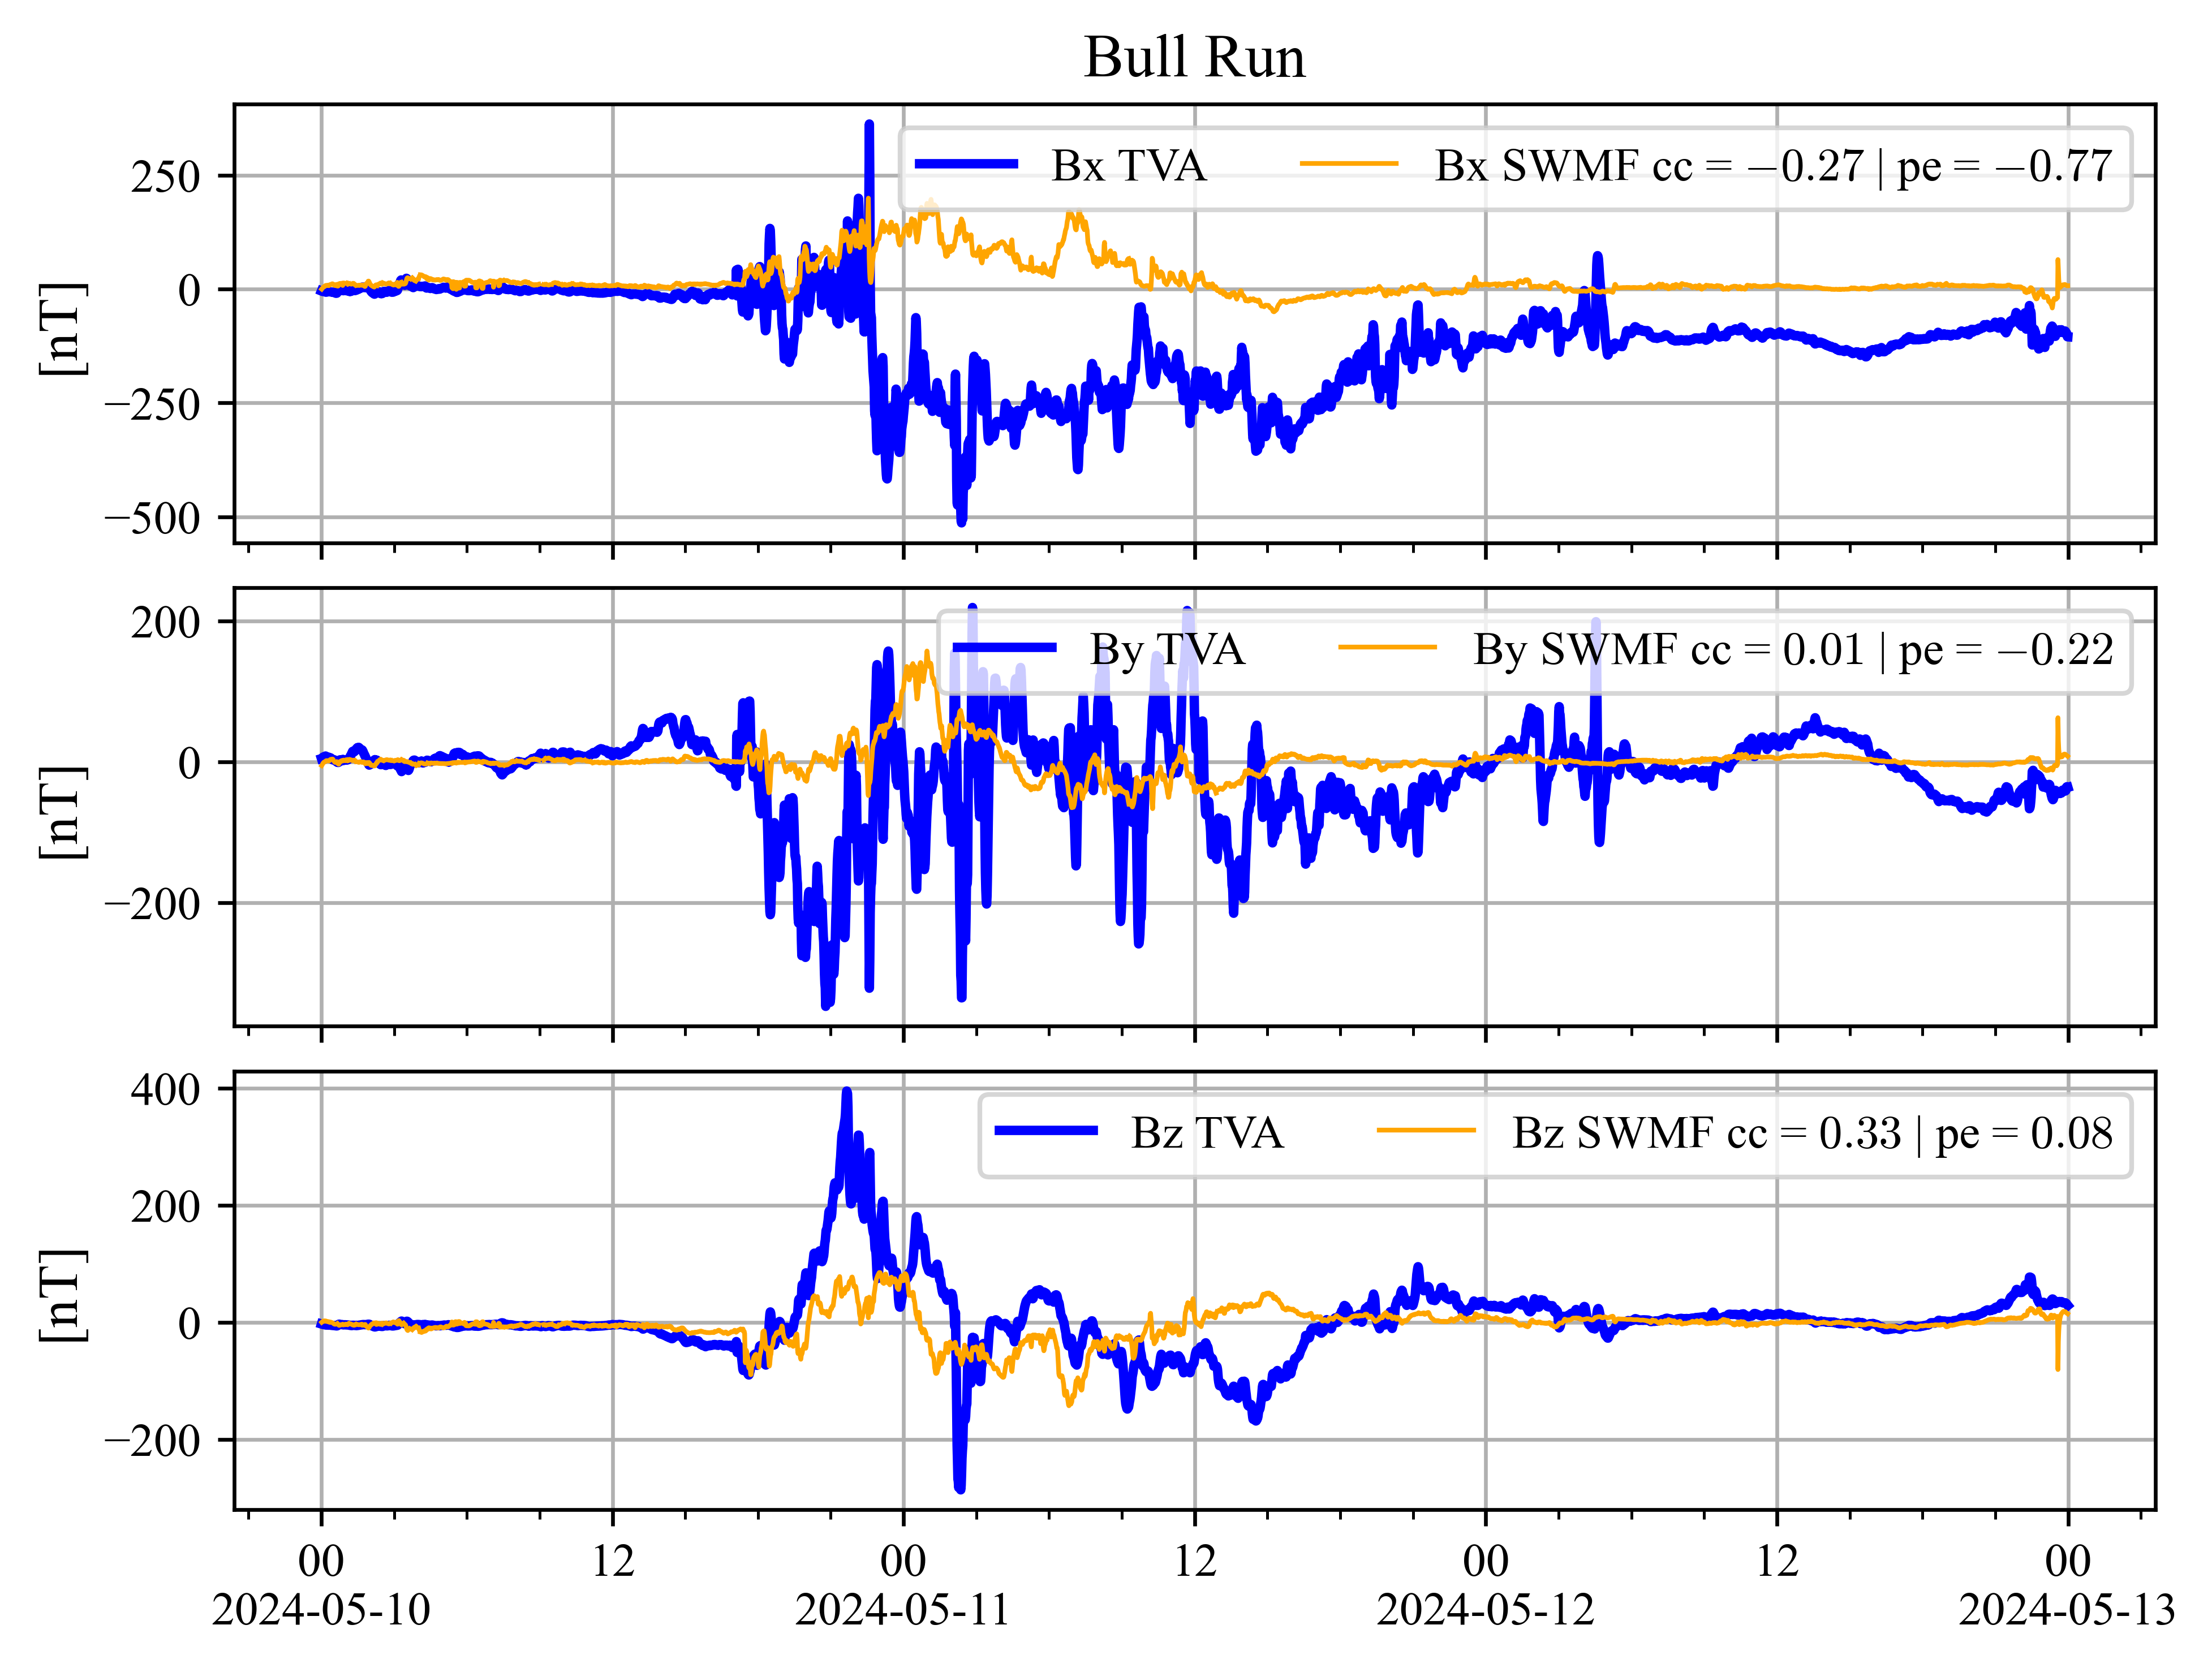 Bull Run
Bx TVA Bx SWMF cc = −0.27 | pe = −0.77
250
0
−250
−500
[nT]
By TVA By SWMF cc = 0.01 | pe = −0.22
200
0
−200
[nT]
Bz TVA Bz SWMF cc = 0.33 | pe = 0.08
400
200
0
−200
[nT]
00 12 00 12 00 12 00
2024-05-10 2024-05-11 2024-05-12 2024-05-13